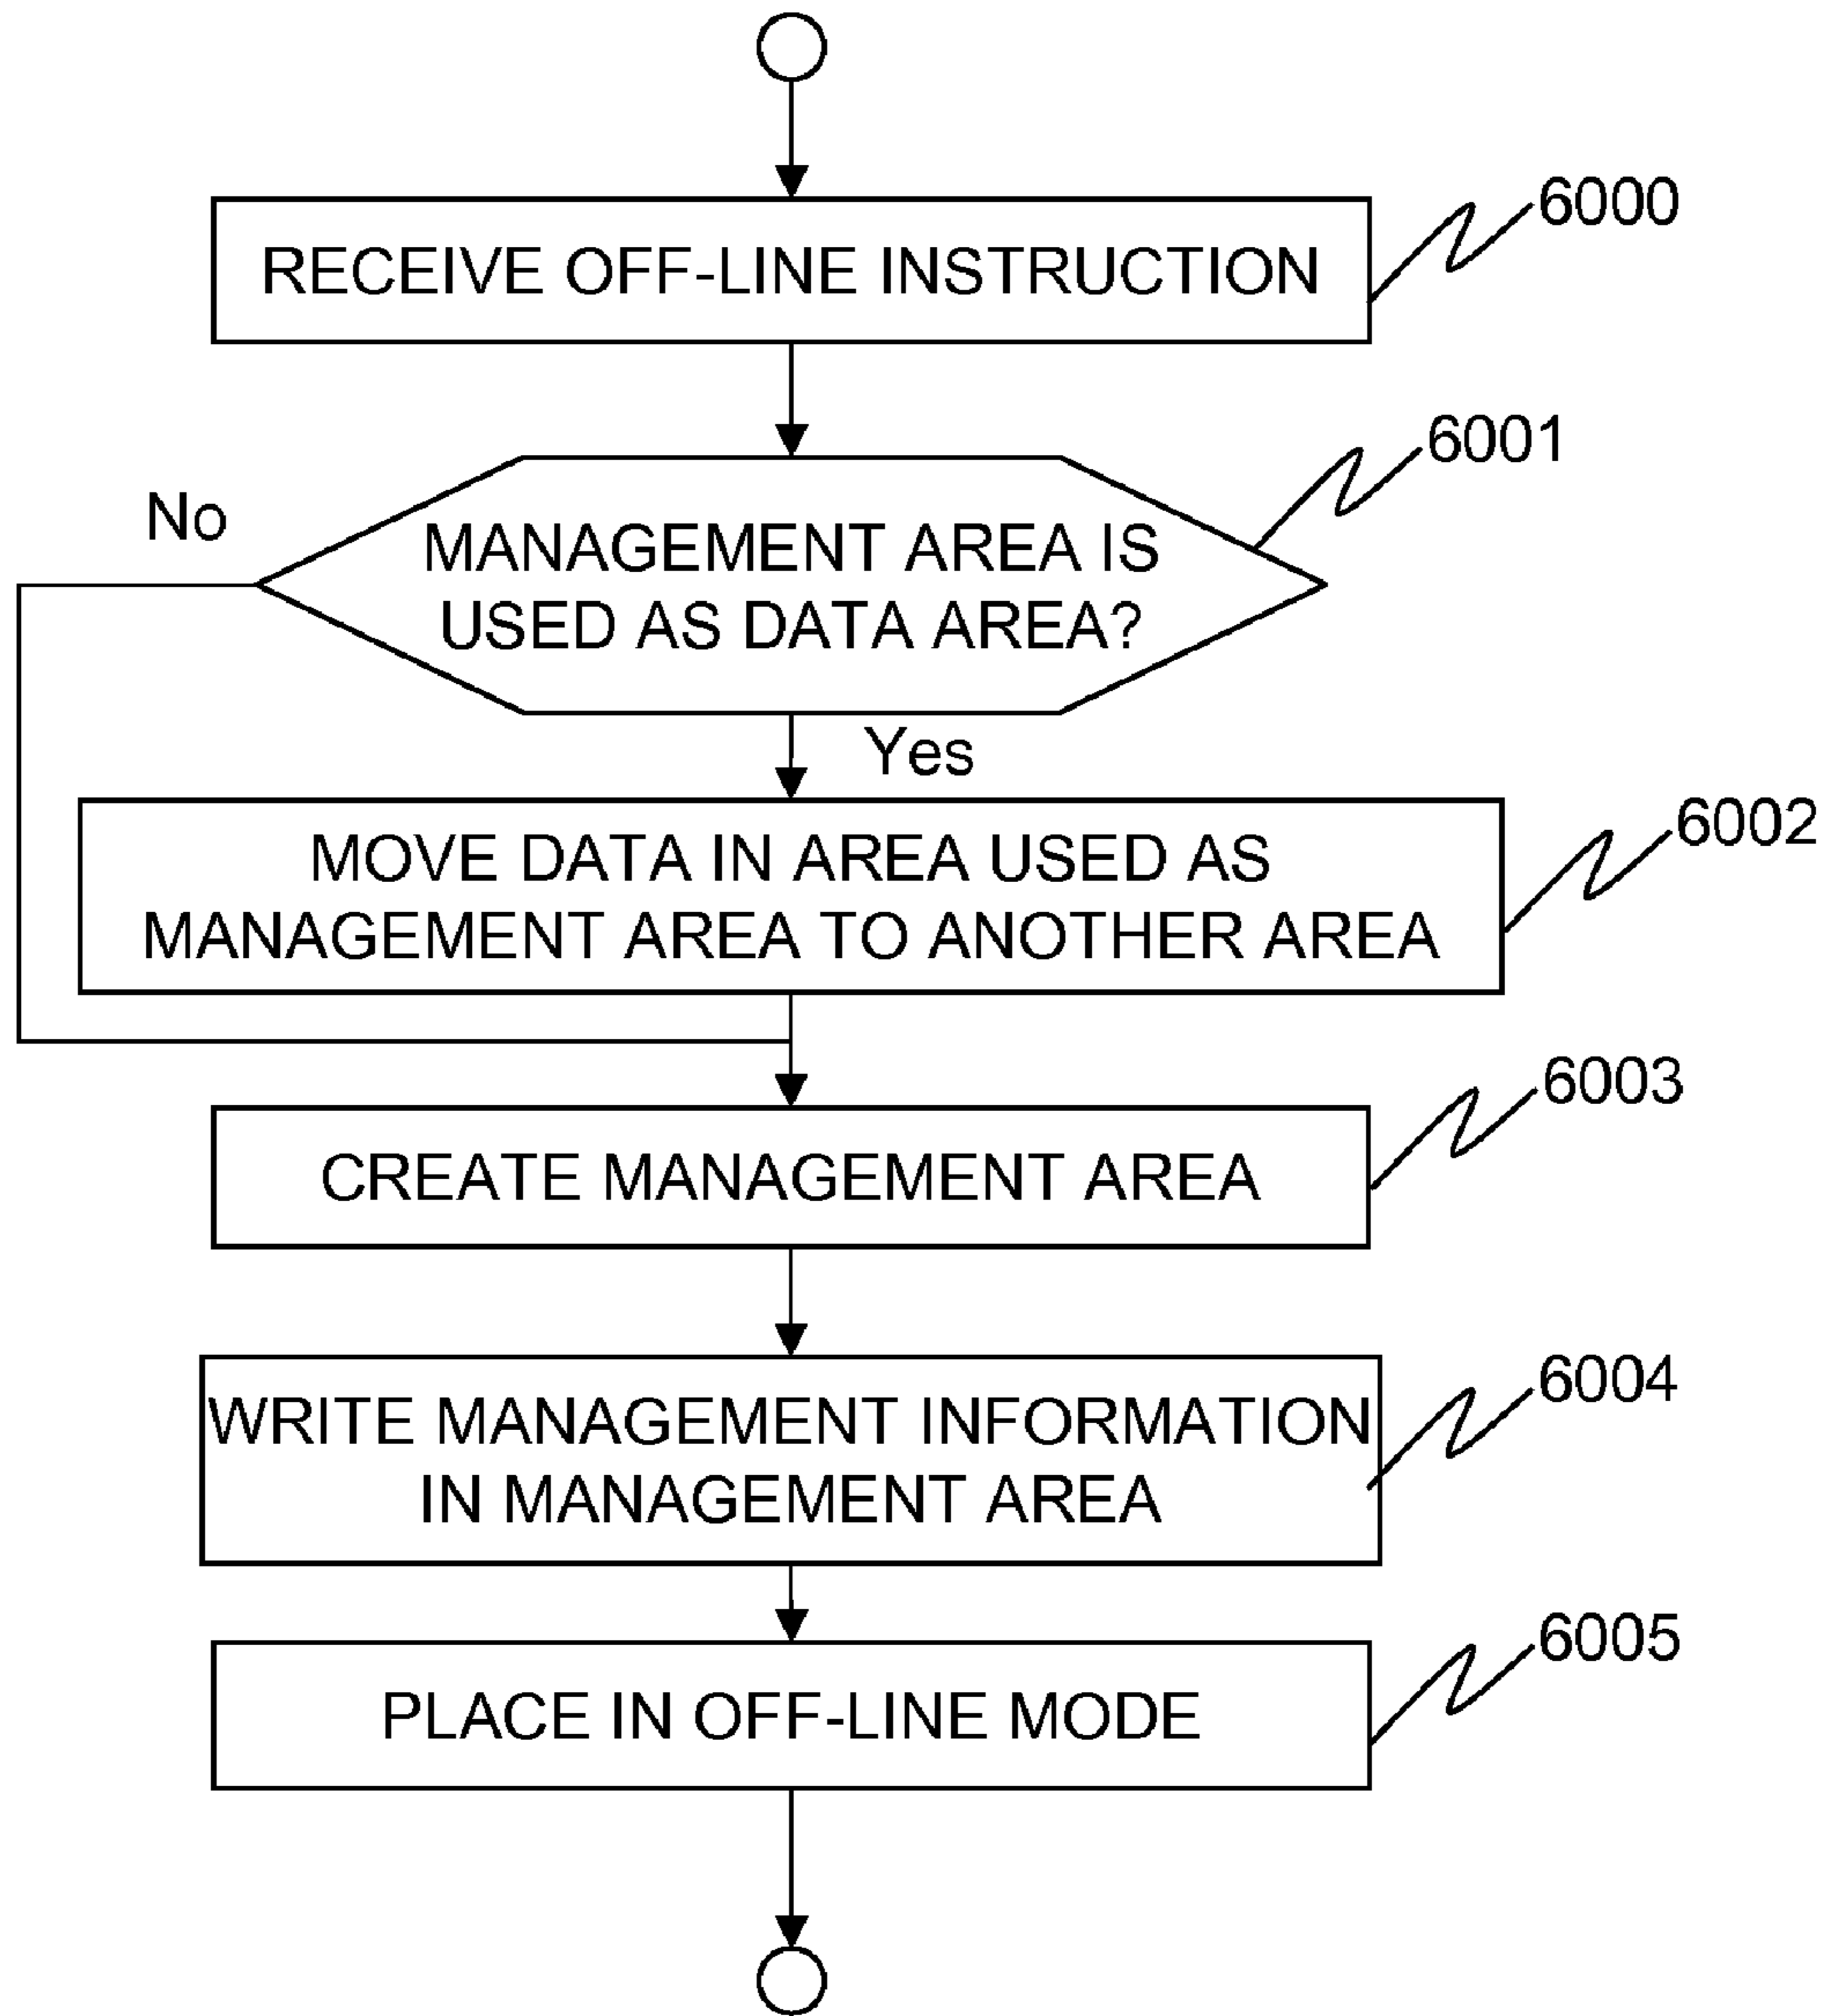 6000
RECEIVE OFF-LINE INSTRUCTION
6001
No
MANAGEMENT AREA IS
USED AS DATA AREA?
Yes
6002
MOVE DATA IN AREA USED AS
MANAGEMENT AREA TO ANOTHER AREA
6003
CREATE MANAGEMENT AREA
6004
WRITE MANAGEMENT INFORMATION
IN MANAGEMENT AREA
6005
PLACE IN OFF-LINE MODE